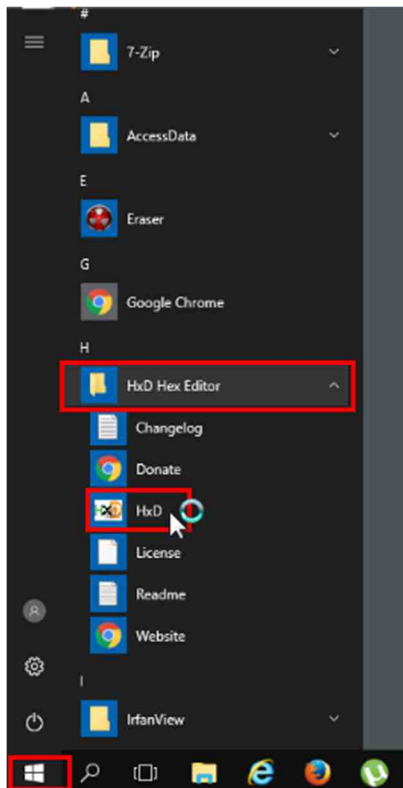 #
7-Zip
A
AccessData
E
Eraser
G
Google Chrome
H
HxD Hex Editor
Changelog
Donate
HxD
License
Readme
Website
I
IrfanView